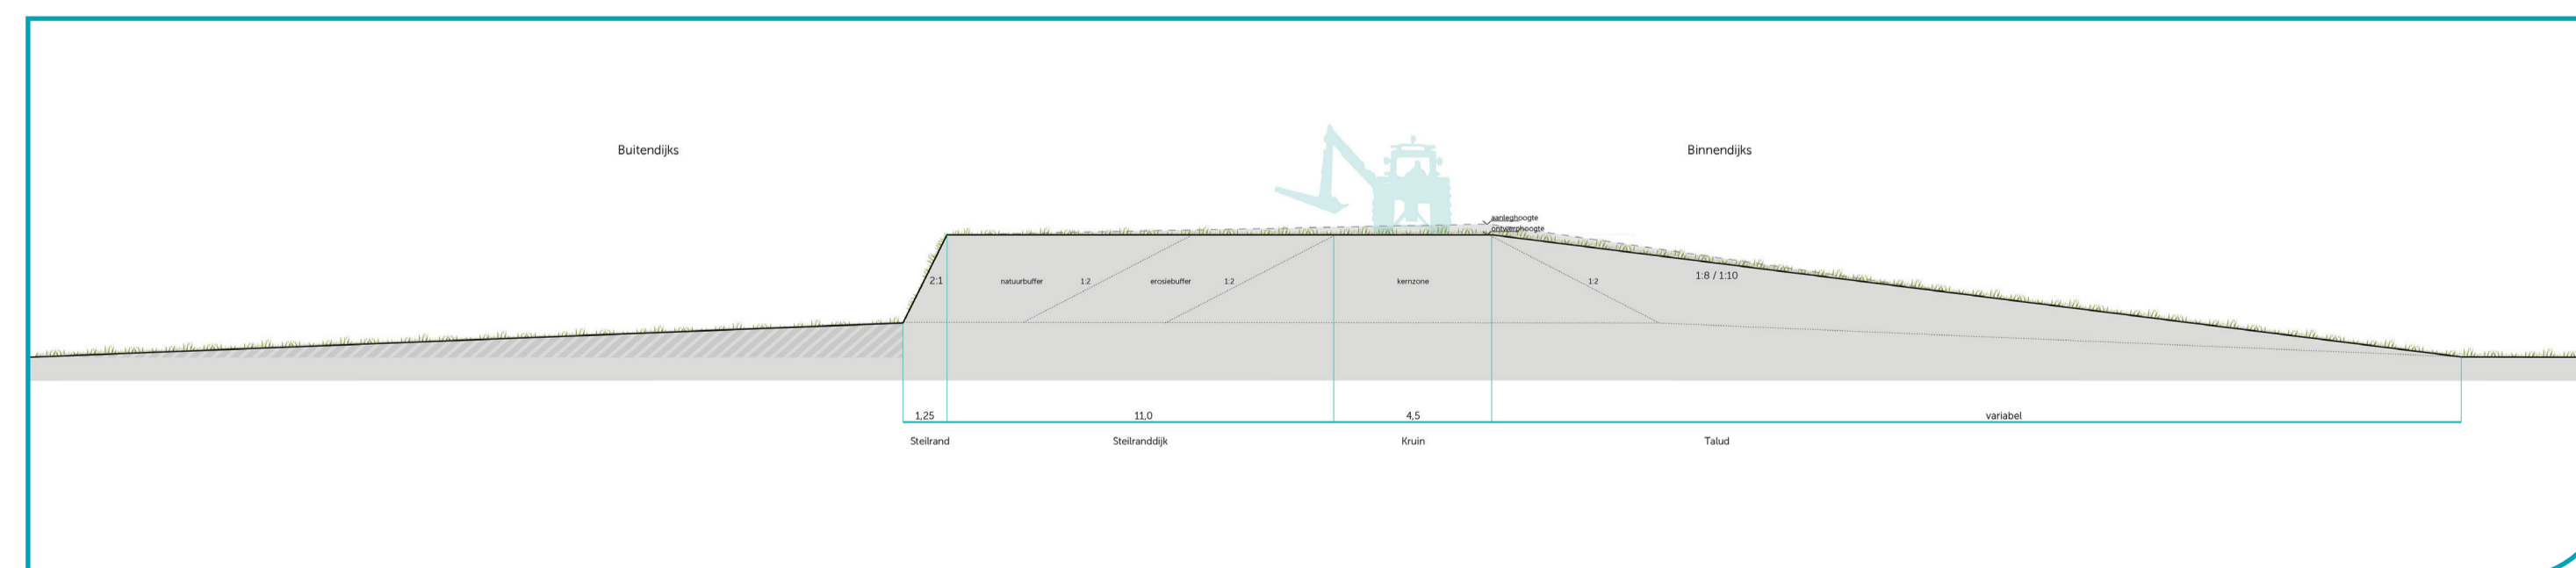 Buitendijks
Binnendijks
aanleghoogte
ontwerphoogte
2:1
natuurbuffer
1:2
erosiebuffer
1:2
kernzone
1:2
1:8 / 1:10
1,25
11,0
4,5
variabel
Steilrand
Steilranddijk
Kruin
Talud